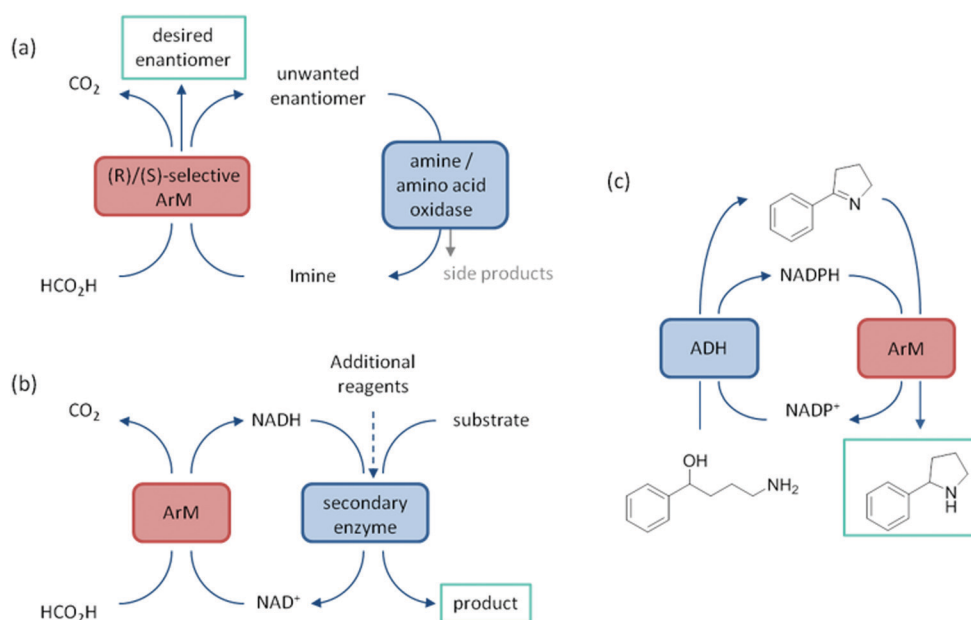 (a)
desired
enantiomer
CO₂
unwanted
enantiomer
(R)/(S)-selective
ArM
amine /
amino acid
oxidase
HCO₂H
Imine
side products
(b)
CO₂
NADH
Additional
reagents
substrate
ArM
secondary
enzyme
HCO₂H
NAD⁺
product
(c)
N
NADPH
ADH
ArM
NADP⁺
OH
NH₂
N
H